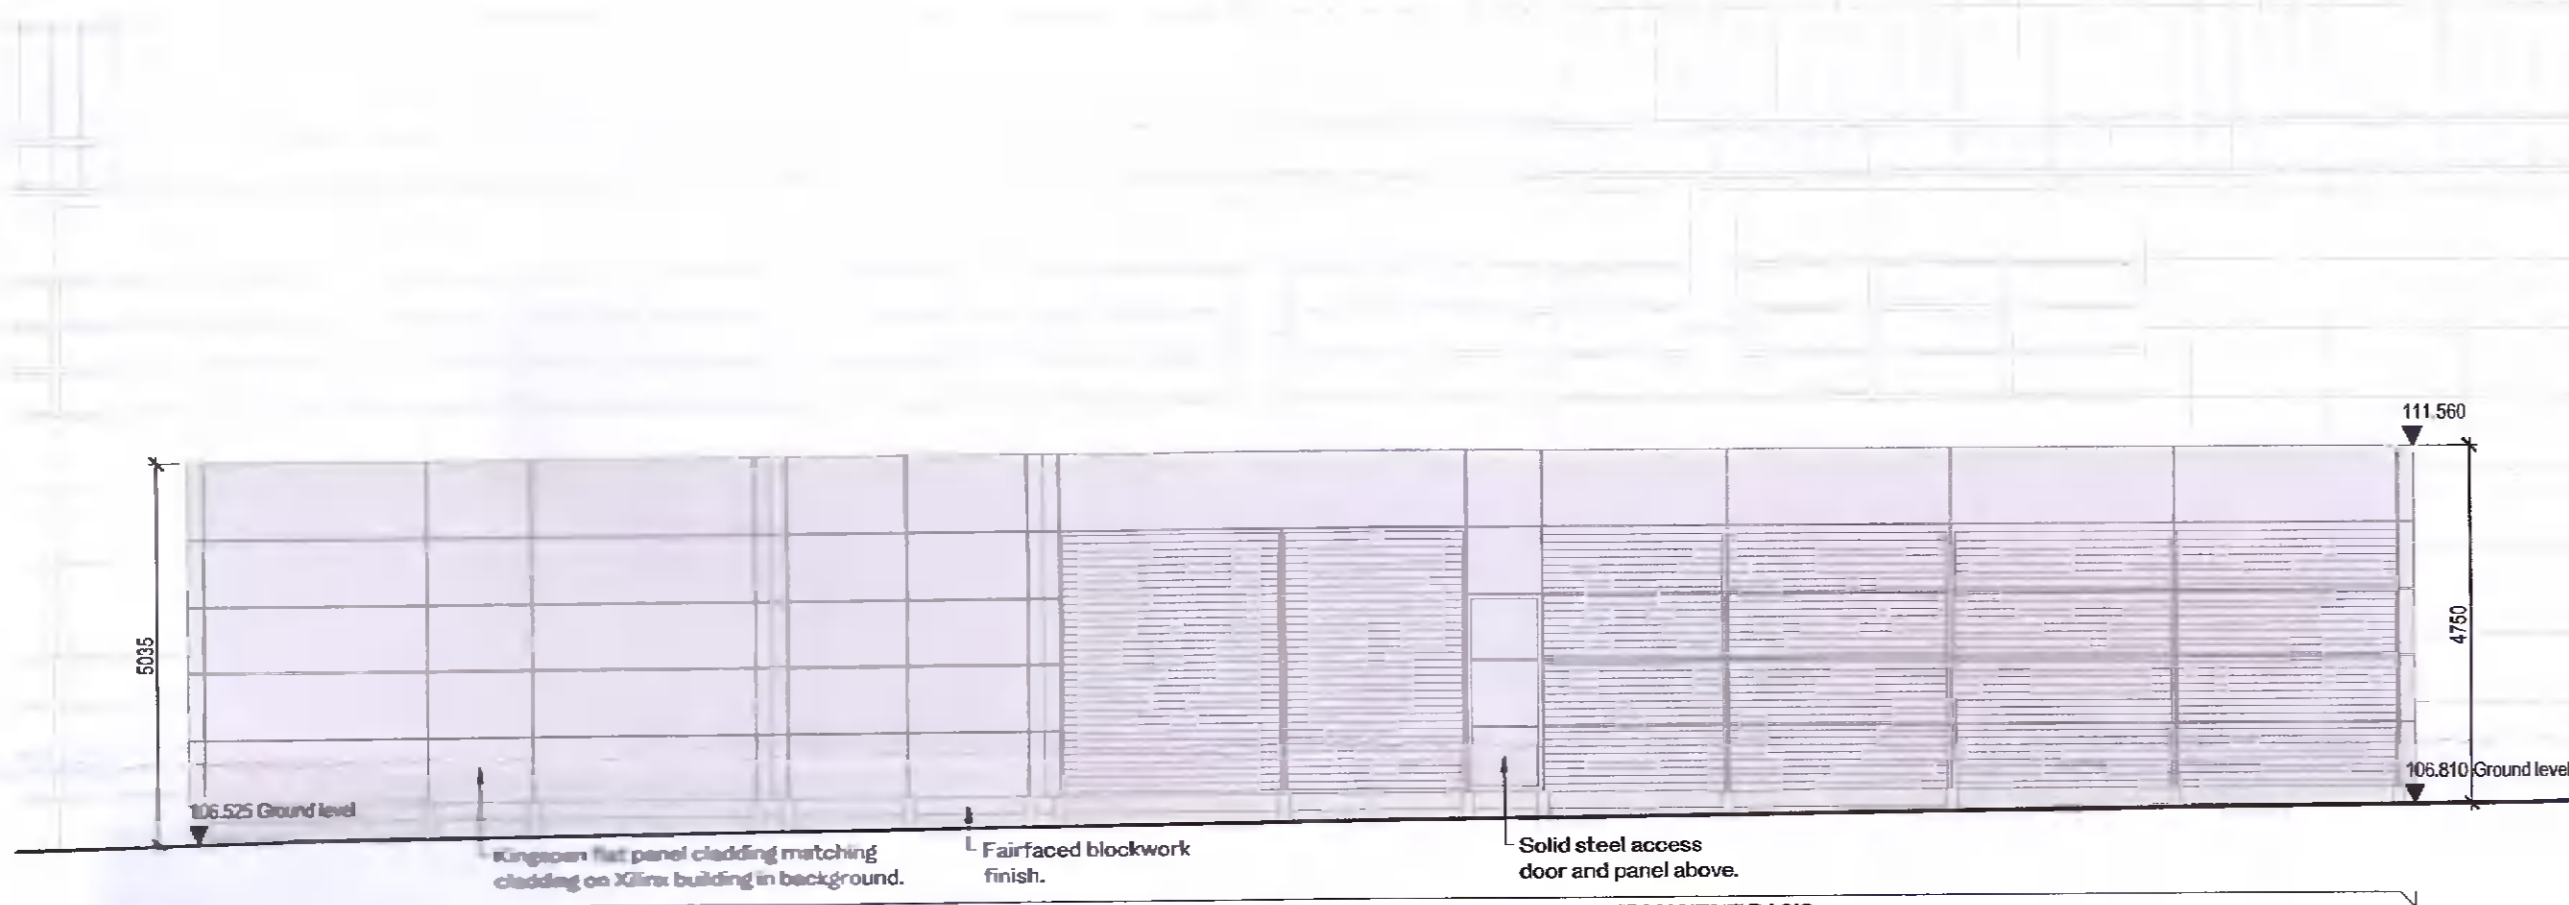 111.560
5035
4750
106.525 Ground level
106.810 Ground level
Kingspan flat panel cladding matching
cladding on Xilinx building in background.
Fairfaced blockwork
finish.
Solid steel access
door and panel above.